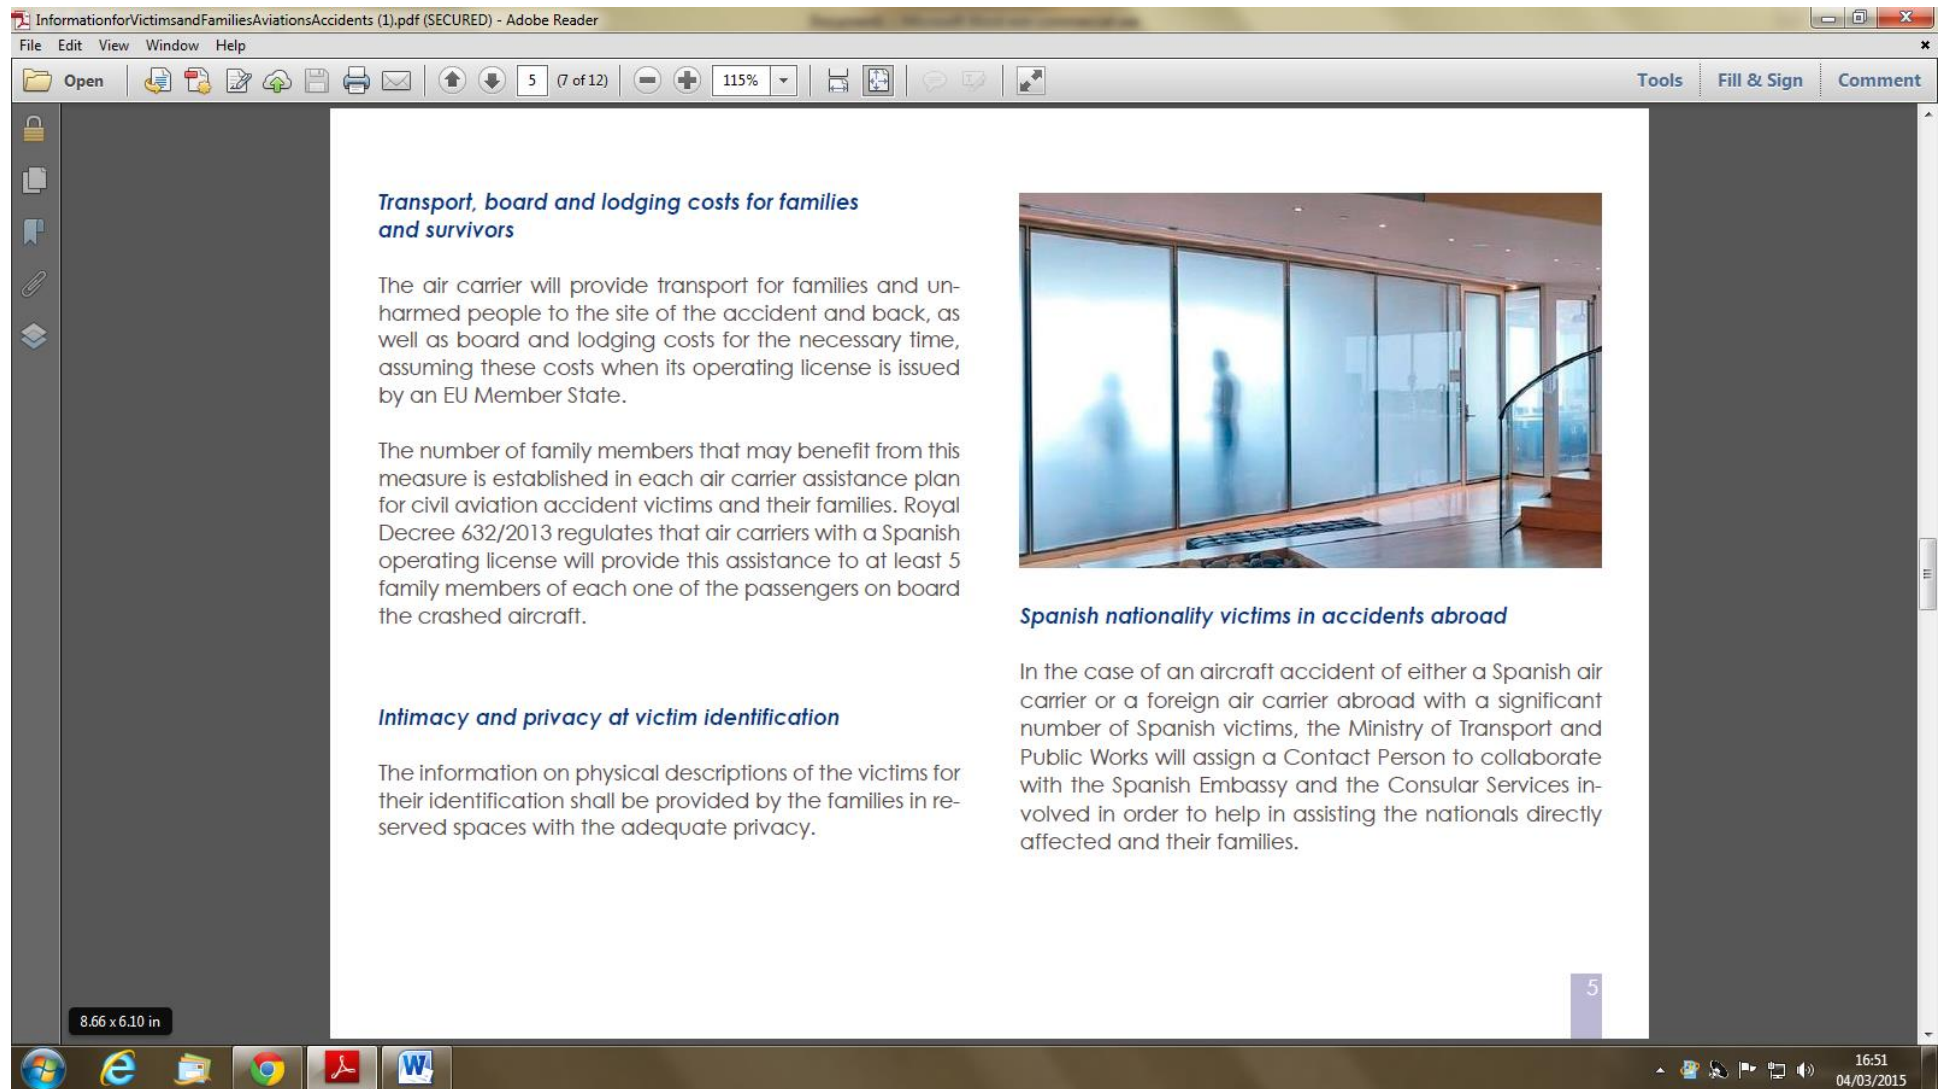 InformationforVictimsandFamiliesAviationsAccidents (1).pdf (SECURED) - Adobe Reader
File Edit View Window Help
Open 5 (7 of 12) 115% Tools Fill & Sign Comment
Transport, board and lodging costs for families
and survivors
The air carrier will provide transport for families and un-
harmed people to the site of the accident and back, as
well as board and lodging costs for the necessary time,
assuming these costs when its operating license is issued
by an EU Member State.
The number of family members that may benefit from this
measure is established in each air carrier assistance plan
for civil aviation accident victims and their families. Royal
Decree 632/2013 regulates that air carriers with a Spanish
operating license will provide this assistance to at least 5
family members of each one of the passengers on board
the crashed aircraft.
Intimacy and privacy at victim identification
The information on physical descriptions of the victims for
their identification shall be provided by the families in re-
served spaces with the adequate privacy.
Spanish nationality victims in accidents abroad
In the case of an aircraft accident of either a Spanish air
carrier or a foreign air carrier abroad with a significant
number of Spanish victims, the Ministry of Transport and
Public Works will assign a Contact Person to collaborate
with the Spanish Embassy and the Consular Services in-
volved in order to help in assisting the nationals directly
affected and their families.
5
8.66 x 6.10 in
16:51
04/03/2015